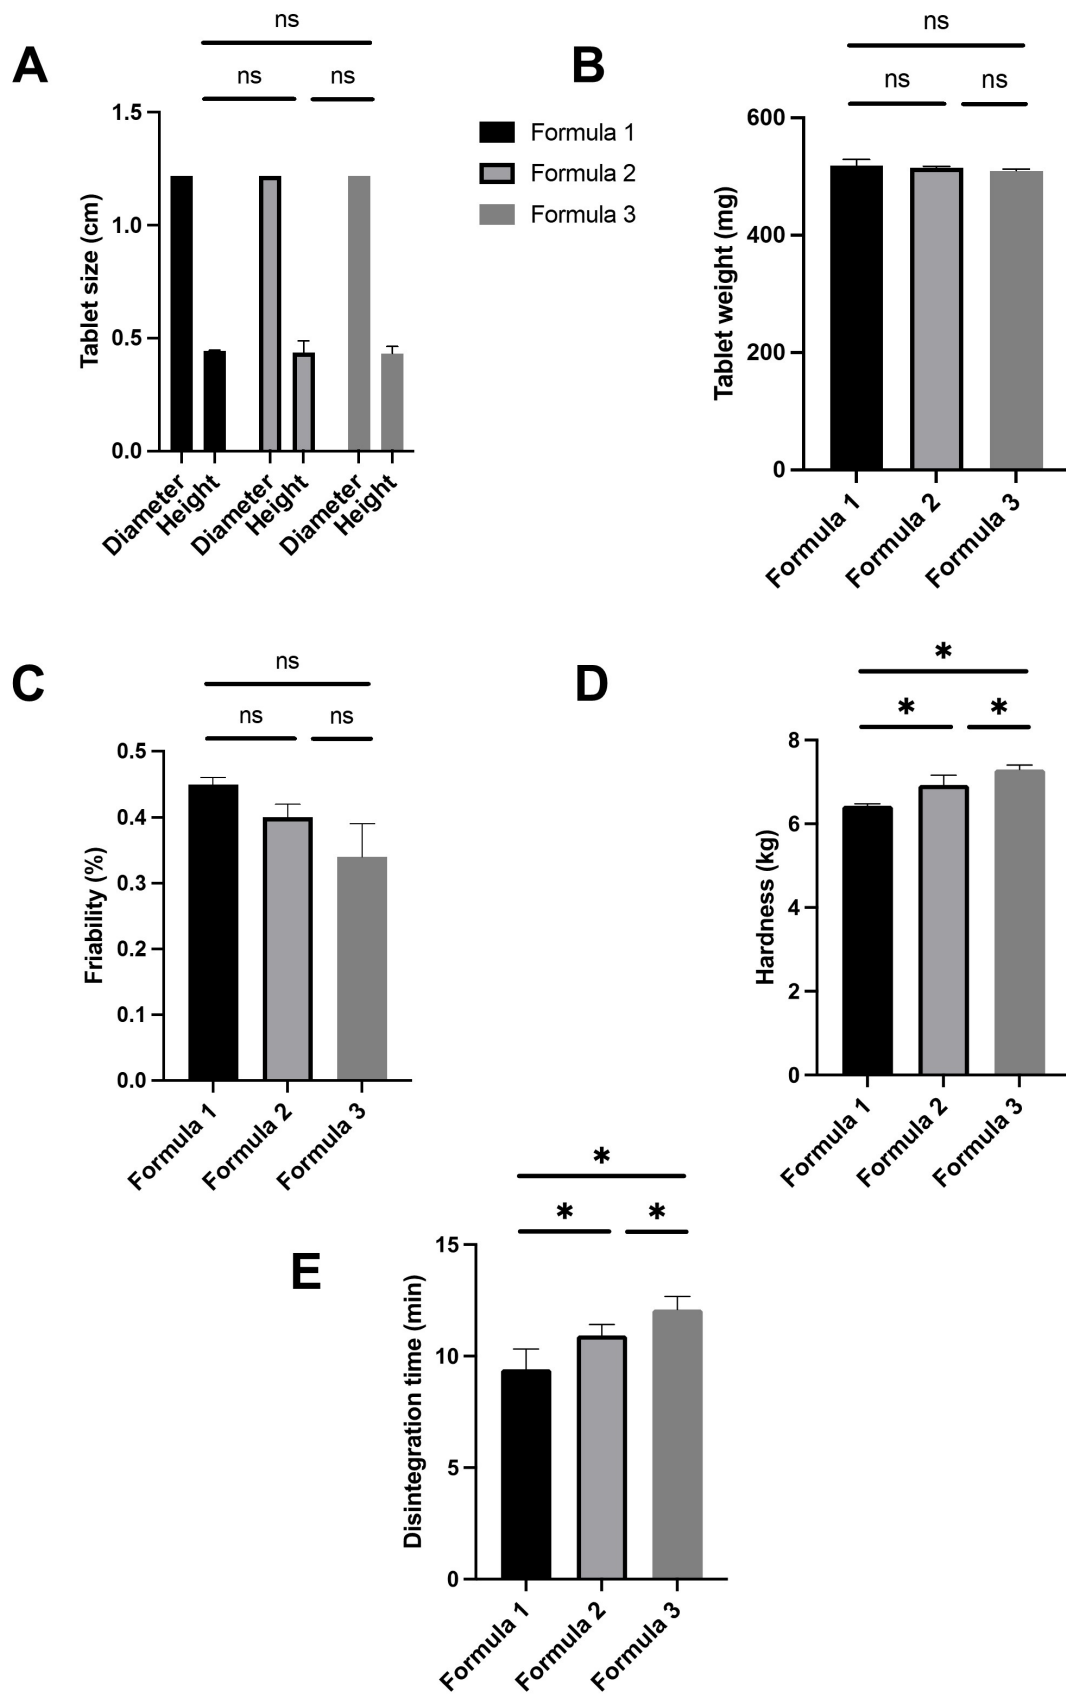 A
ns
ns
ns
1.5
1.0
0.5
0.0
Tablet size (cm)
Diameter
Height
Diameter
Height
Diameter
Height
Formula 1
Formula 2
Formula 3
B
ns
ns
ns
600
400
200
0
Tablet weight (mg)
Formula 1
Formula 2
Formula 3
C
ns
ns
ns
0.5
0.4
0.3
0.2
0.1
0.0
Friability (%)
Formula 1
Formula 2
Formula 3
D
*
*
*
8
6
4
2
0
Hardness (kg)
Formula 1
Formula 2
Formula 3
E
*
*
*
15
10
5
0
Disintegration time (min)
Formula 1
Formula 2
Formula 3